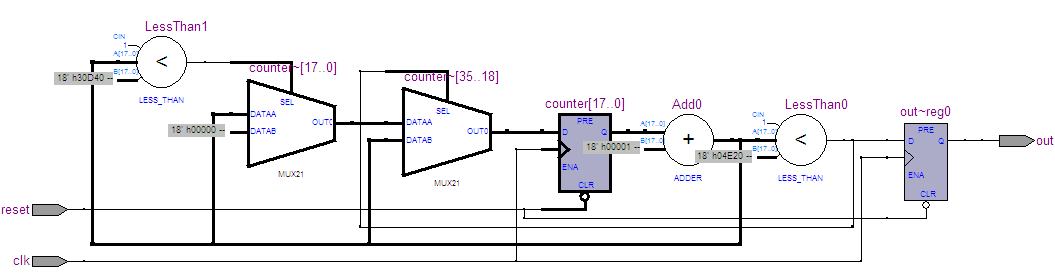 LessThan1
CIN
1
A[17..0]
B[17..0]
18' h30D40 --
LESS_THAN
counter~[17..0]
SEL
DATAA
DATAB
OUT0
18' h00000 --
MUX21
counter~[35..18]
SEL
DATAA
DATAB
OUT0
MUX21
counter[17..0]
PRE
D
Q
ENA
CLR
Add0
A[17..0]
B[17..0]
18' h00001 --
ADDER
LessThan0
CIN
1
A[17..0]
B[17..0]
18' h04E20 --
LESS_THAN
out~reg0
PRE
D
Q
ENA
CLR
out
reset
clk